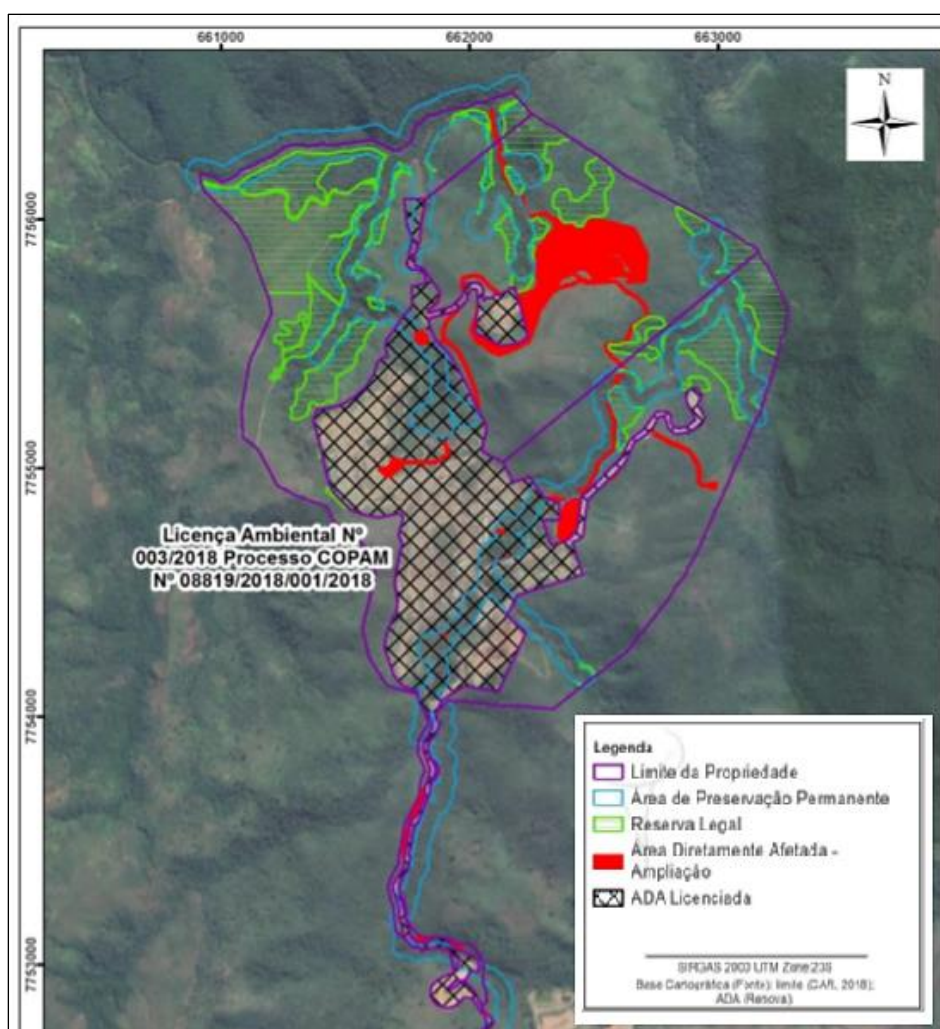 661000 662000 663000
N
7756000
7755000
7754000
7753000
Licença Ambiental Nº
003/2018 Processo COPAM
Nº 08819/2018/001/2018
Legenda
Limite da Propriedade
Área de Preservação Permanente
Reserva Legal
Área Diretamente Afetada -
Ampliação
ADA Licenciada
SIRGAS 2000 UTM Zone 23S
Base Cartográfica (Fonte): limite (CAR, 2018);
ADA (Renova)